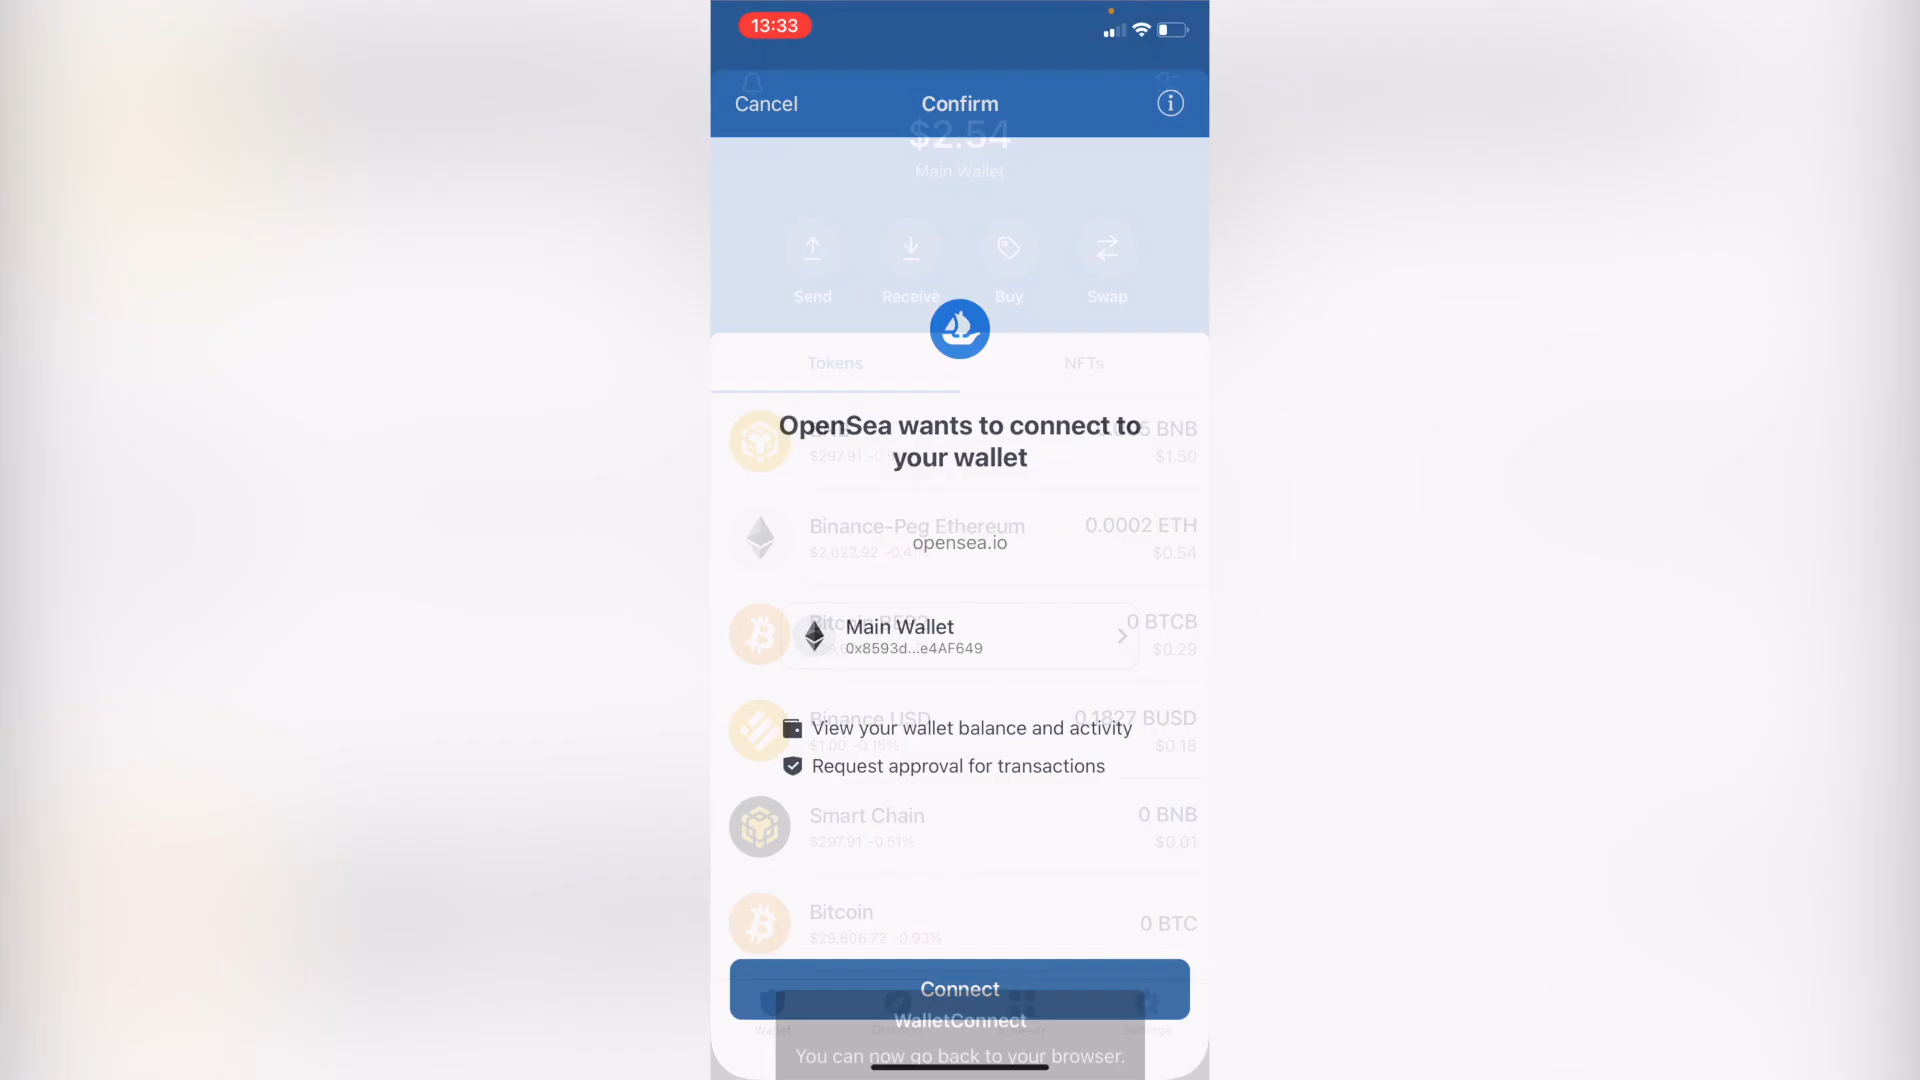 13:33
Cancel
Confirm
$2.54
Main Wallet
Send
Receive
Buy
Swap
Tokens
NFTs
OpenSea wants to connect to
your wallet
BNB
$297.91
$1.50
Binance-Peg Ethereum
0.0002 ETH
$2,022.92 -0.41%
$0.54
opensea.io
0 BTCB
$0.29
Main Wallet
0x8593d...e4AF649
Binance USD
0.1827 BUSD
$1.00 -0.15%
$0.18
View your wallet balance and activity
Request approval for transactions
Smart Chain
0 BNB
$297.91 -0.51%
$0.01
Bitcoin
0 BTC
$29,606.72 -0.93%
Connect
Wallet
Settings
WalletConnect
You can now go back to your browser.